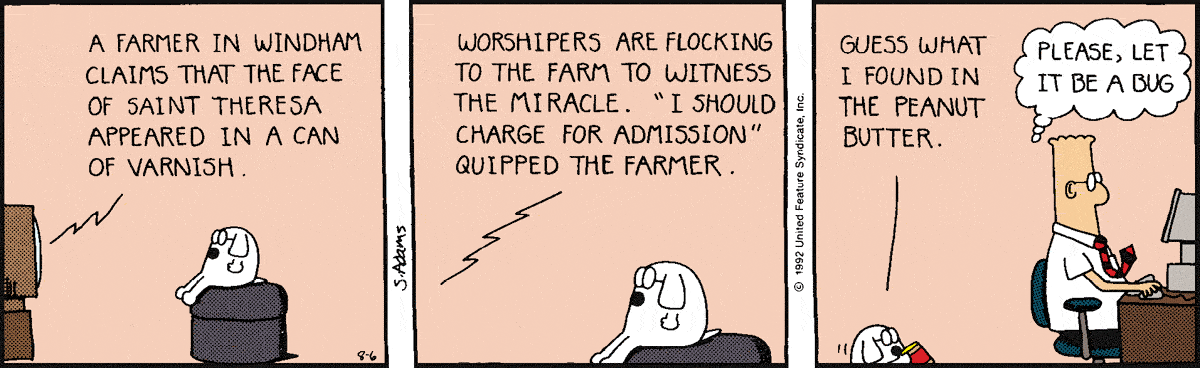 A FARMER IN WINDHAM
CLAIMS THAT THE FACE
OF SAINT THERESA
APPEARED IN A CAN
OF VARNISH.
8-6
S.Adams
WORSHIPERS ARE FLOCKING
TO THE FARM TO WITNESS
THE MIRACLE. "I SHOULD
CHARGE FOR ADMISSION"
QUIPPED THE FARMER.
© 1992 United Feature Syndicate, Inc.
GUESS WHAT
I FOUND IN
THE PEANUT
BUTTER.
PLEASE, LET
IT BE A BUG